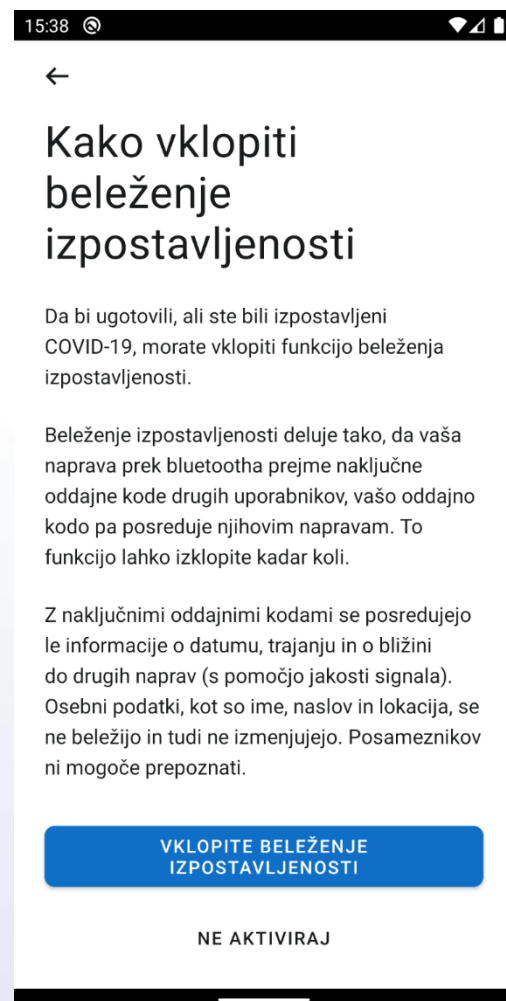 15:38
Kako vklopiti
beleženje
izpostavljenosti
Da bi ugotovili, ali ste bili izpostavljeni
COVID-19, morate vklopiti funkcijo beleženja
izpostavljenosti.
Beleženje izpostavljenosti deluje tako, da vaša
naprava prek bluetootha prejme naključne
oddajne kode drugih uporabnikov, vašo oddajno
kodo pa posreduje njihovim napravam. To
funkcijo lahko izklopite kadar koli.
Z naključnimi oddajnimi kodami se posredujejo
le informacije o datumu, trajanju in o bližini
do drugih naprav (s pomočjo jakosti signala).
Osebni podatki, kot so ime, naslov in lokacija, se
ne beležijo in tudi ne izmenjujejo. Posameznikov
ni mogoče prepoznati.
VKLOPITE BELEŽENJE
IZPOSTAVLJENOSTI
NE AKTIVIRAJ